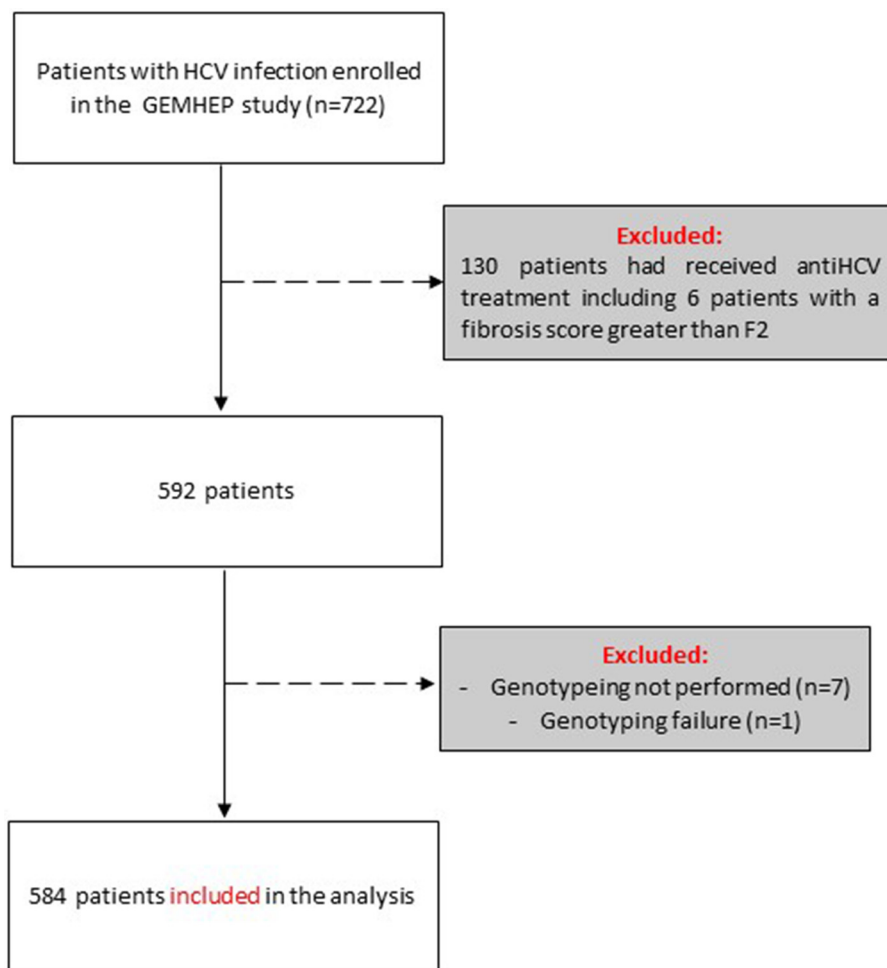 Patients with HCV infection enrolled
in the GEMHEP study (n=722)
Excluded:
130 patients had received antiHCV
treatment including 6 patients with a
fibrosis score greater than F2
592 patients
Excluded:
- Genotypeing not performed (n=7)
- Genotyping failure (n=1)
584 patients included in the analysis